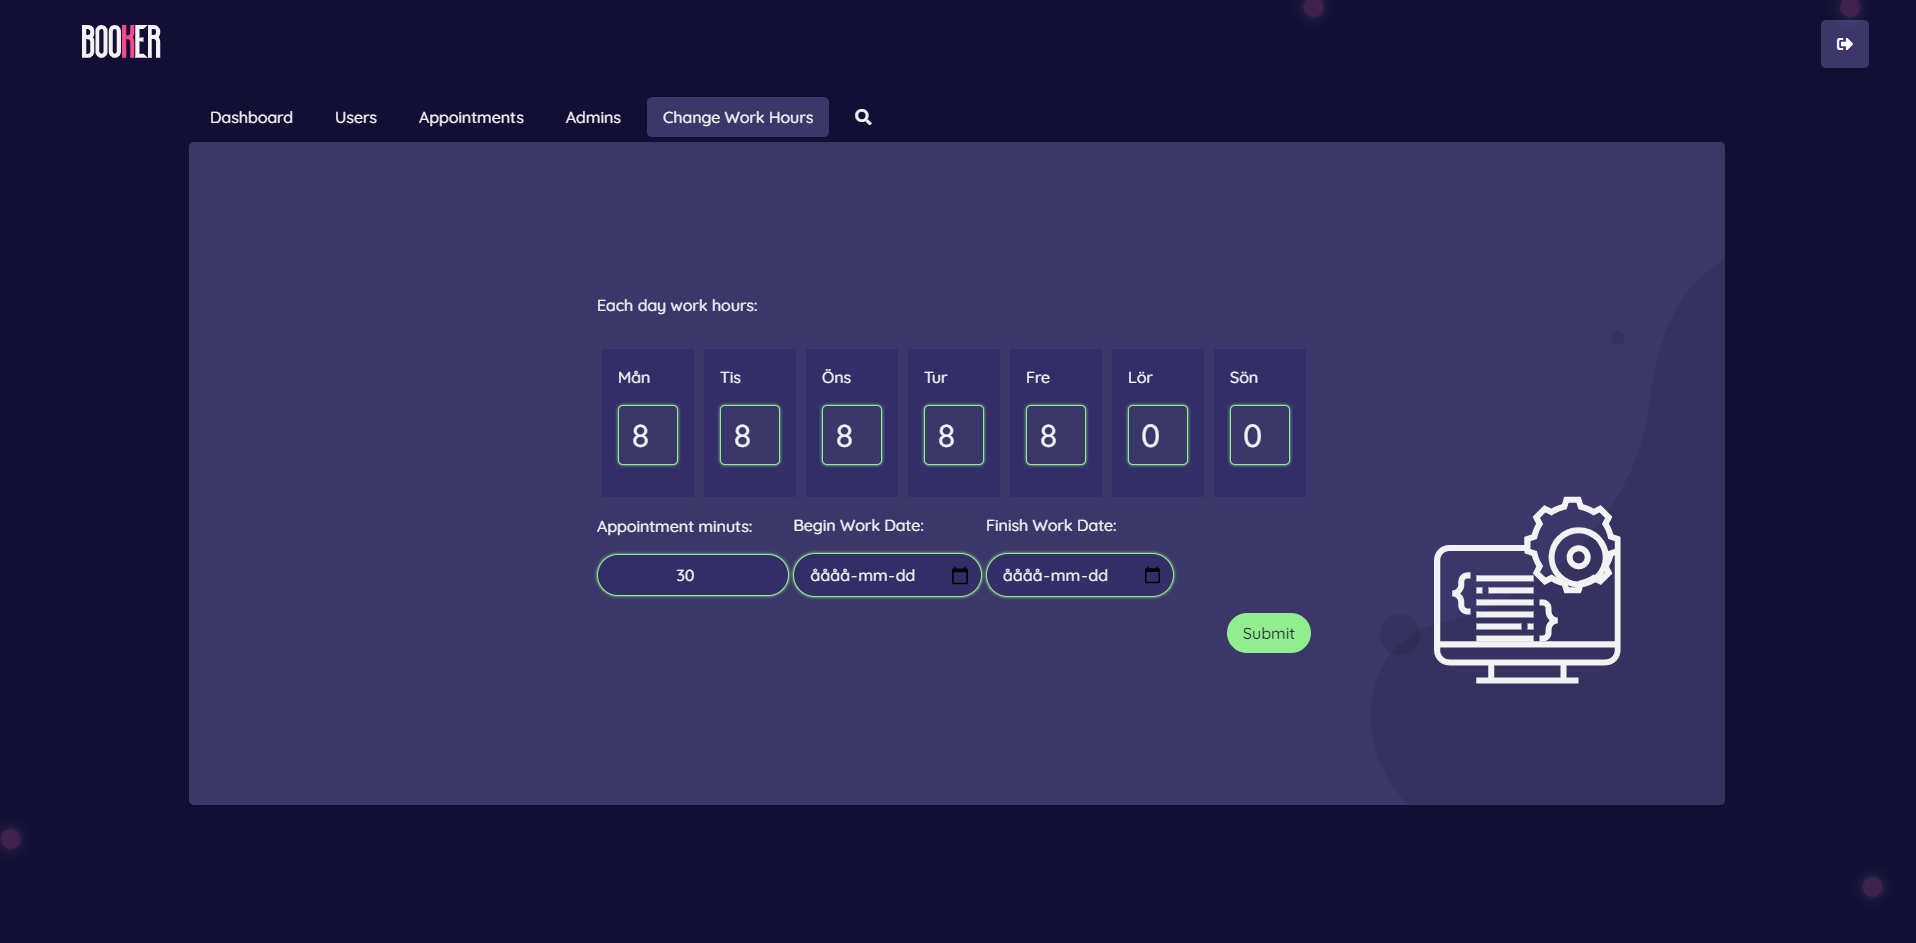 BOOKER
Dashboard Users Appointments Admins Change Work Hours
Each day work hours:
Mån Tis Öns Tur Fre Lör Sön
8 8 8 8 8 0 0
Appointment minuts: Begin Work Date: Finish Work Date:
30 åååå-mm-dd åååå-mm-dd
Submit